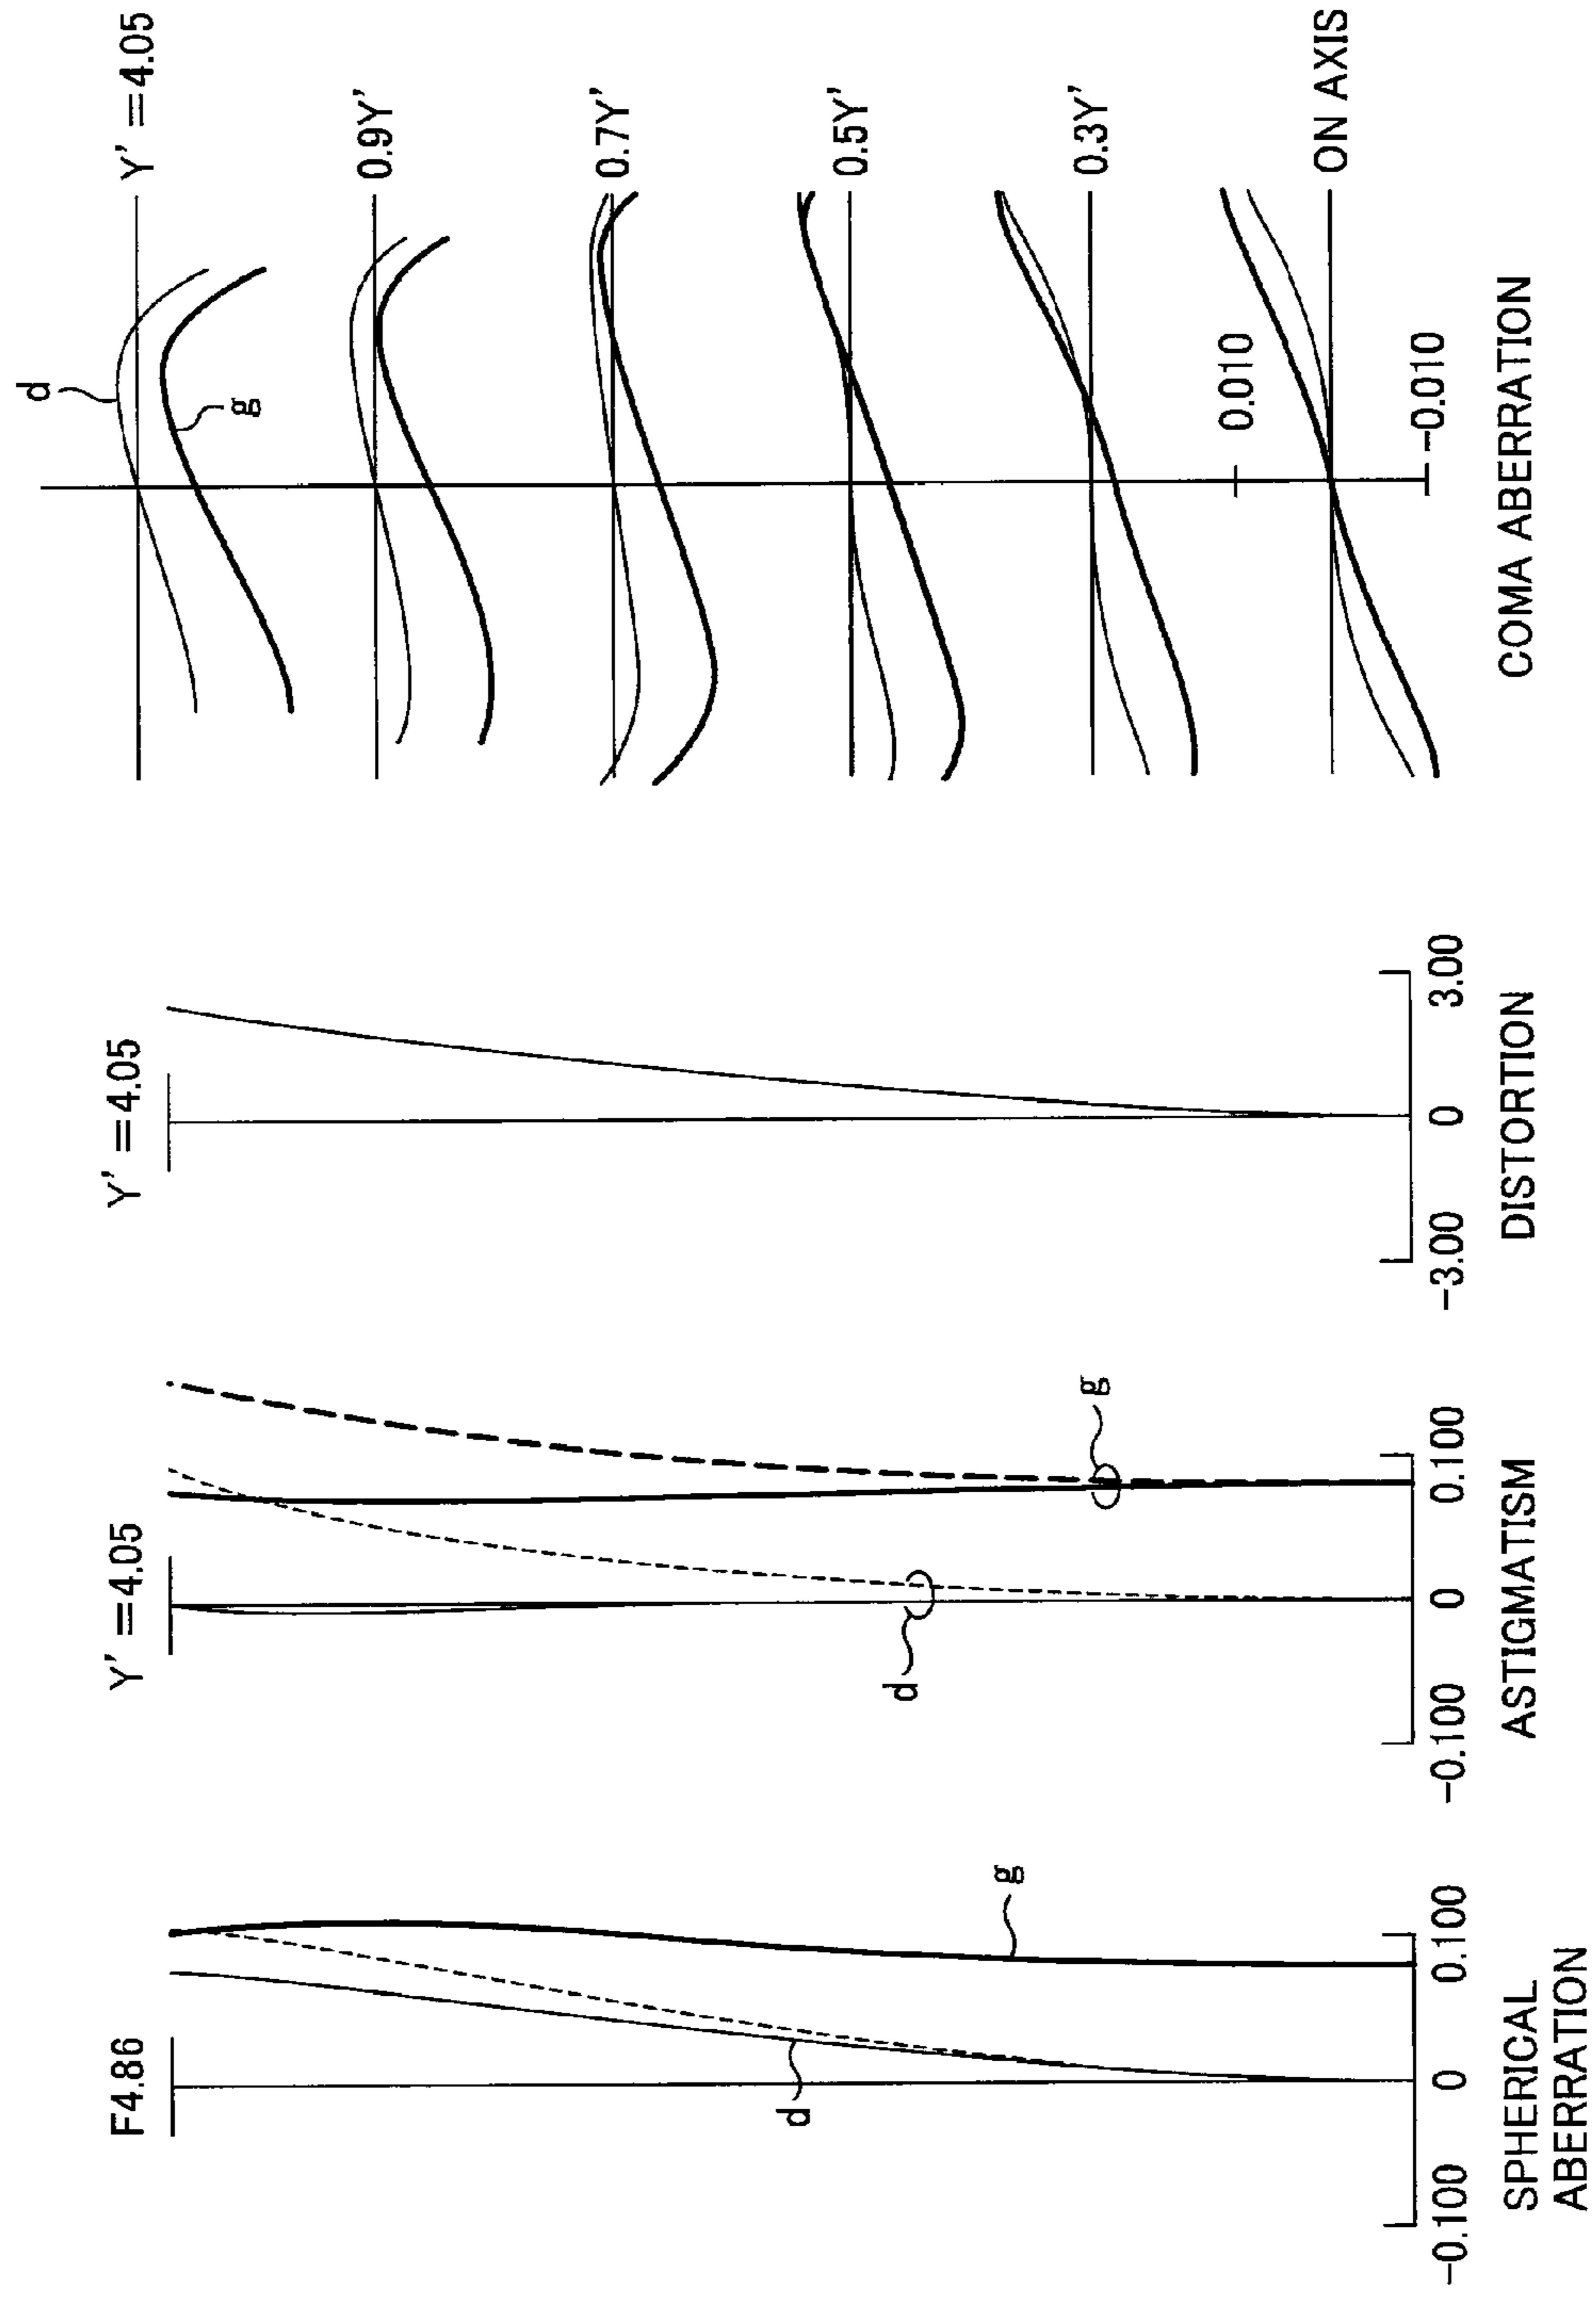 F4.86
d
g
-0.100
0
0.100
SPHERICAL
ABERRATION
Y' = 4.05
d
g
-0.100
0
0.100
ASTIGMATISM
Y' = 4.05
-3.00
0
3.00
DISTORTION
d
g
Y' = 4.05
0.9Y'
0.7Y'
0.5Y'
0.3Y'
0.010
ON AXIS
-0.010
COMA ABERRATION